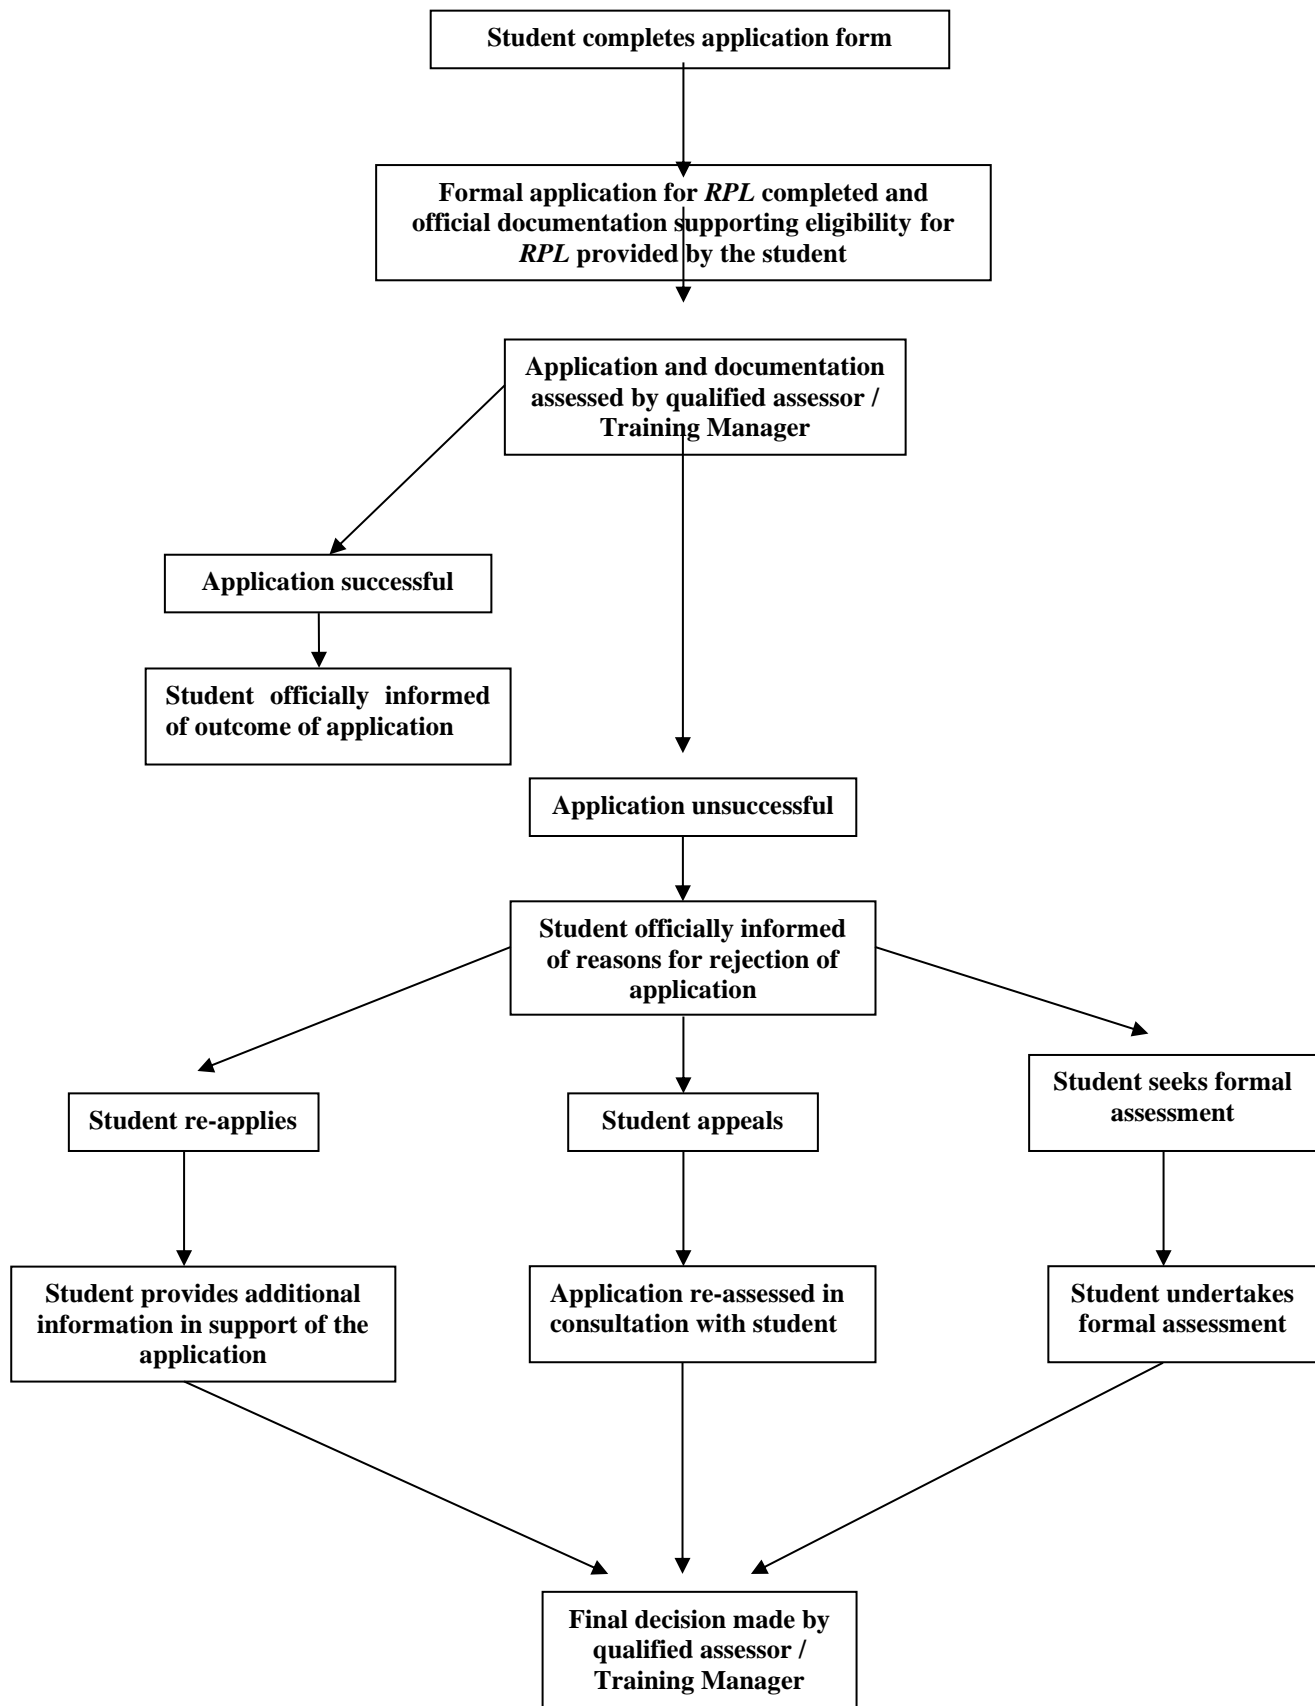 Student completes application form
Formal application for RPL completed and
official documentation supporting eligibility for
RPL provided by the student
Application and documentation
assessed by qualified assessor /
Training Manager
Application successful
Student officially informed
of outcome of application
Application unsuccessful
Student officially informed
of reasons for rejection of
application
Student re-applies
Student appeals
Student seeks formal
assessment
Student provides additional
information in support of the
application
Application re-assessed in
consultation with student
Student undertakes
formal assessment
Final decision made by
qualified assessor /
Training Manager